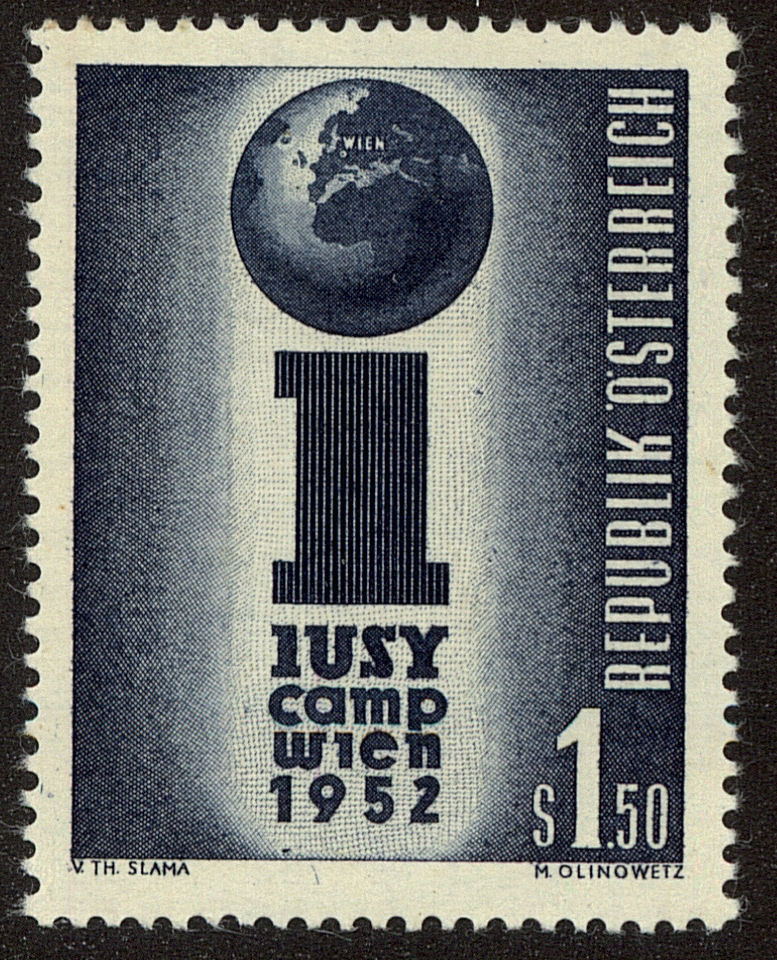 WIEN
REPUBLIK ÖSTERREICH
i
IUSY
camp
wien
1952
S 1.50
V. TH. SLAMA
M. OLINOWETZ